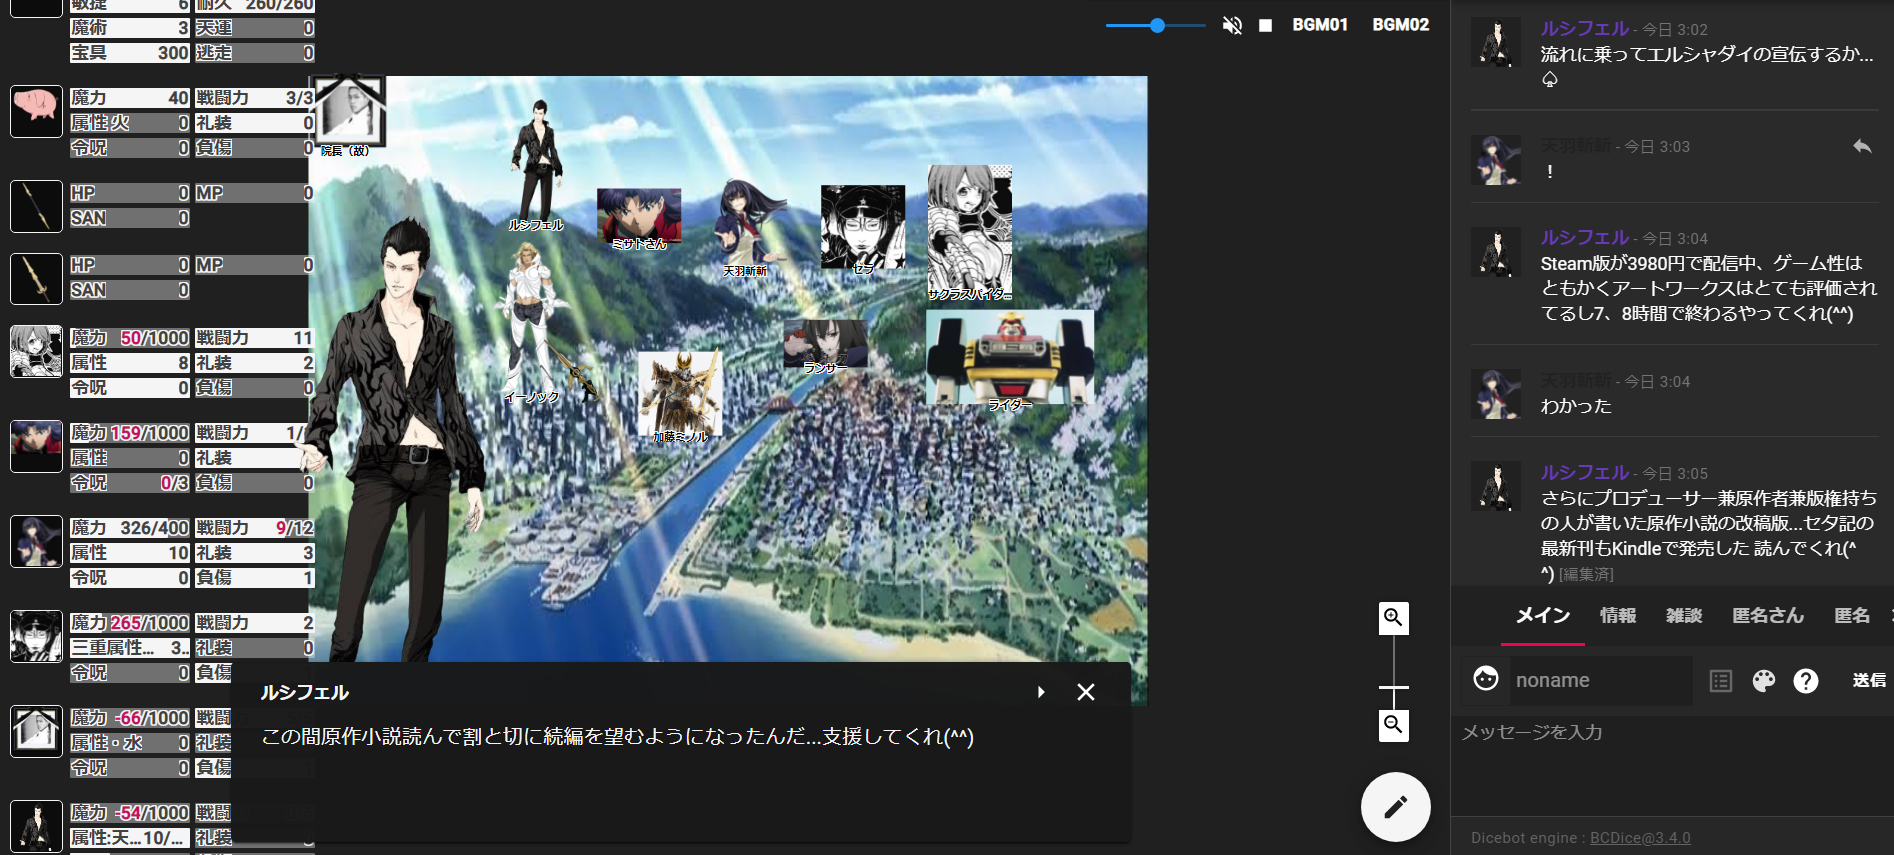 敏捷 6 耐久 260/260
魔術 3 天運 0
宝具 300 逃走 0
魔力 40 戦闘力 3/3
属性 火 0 礼装 0
令呪 0 負傷 0
HP 0 MP 0
SAN 0
HP 0 MP 0
SAN 0
魔力 50/1000 戦闘力 11
属性 8 礼装 2
令呪 0 負傷 0
魔力 159/1000 戦闘力 1/
属性 0 礼装
令呪 0/3 負傷 0
魔力 326/400 戦闘力 9/12
属性 10 礼装 3
令呪 0 負傷 1
魔力 265/1000 戦闘力 2
三重属性... 3.. 礼装 0
令呪 0 負傷
魔力 -66/1000 戦闘
属性・水 0 礼装
令呪 0 負傷
魔力 -54/1000 戦闘
属性:天...10/... 礼装
BGM01 BGM02
院長（故）
ルシフェル
ミサトさん
天羽斬斬
セラ
サクラスパイダ...
イーノック
加藤ミノル
ランサー
ライダー
ルシフェル
この間原作小説読んで割と切に続編を望むようになったんだ...支援してくれ(^^)
ルシフェル - 今日 3:02
流れに乗ってエルシャダイの宣伝するか...
♤
天羽斬斬 - 今日 3:03
！
ルシフェル - 今日 3:04
Steam版が3980円で配信中、ゲーム性は
ともかくアートワークスはとても評価され
てるし7、8時間で終わるやってくれ(^^)
天羽斬斬 - 今日 3:04
わかった
ルシフェル - 今日 3:05
さらにプロデューサー兼原作者兼版権持ち
の人が書いた原作小説の改稿版...セタ記の
最新刊もKindleで発売した 読んでくれ(^
^) [編集済]
メイン 情報 雑談 匿名さん 匿名
noname 送信
メッセージを入力
Dicebot engine : BCDice@3.4.0